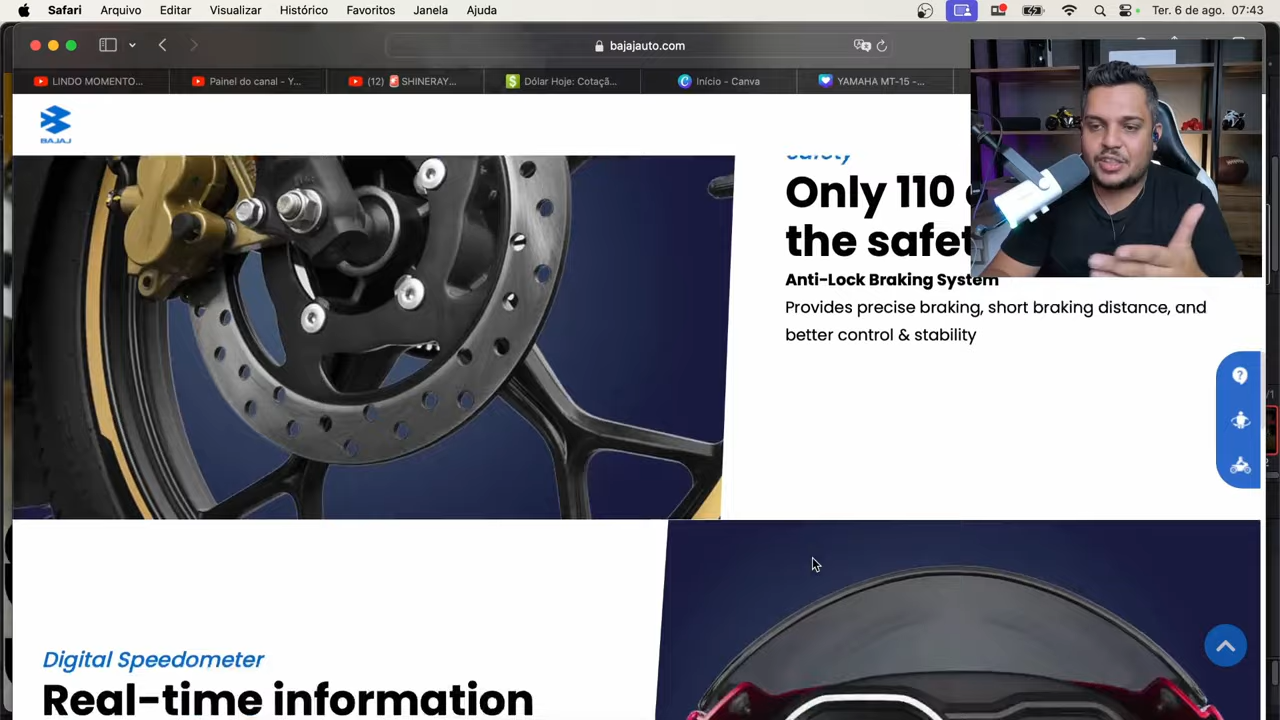 Safari Arquivo Editar Visualizar Histórico Favoritos Janela Ajuda Ter. 6 de ago. 07:43
bajajauto.com
LINDO MOMENTO... Painel do canal - Y... (12) SHINERAY... Dólar Hoje: Cotaçã... Início - Canva YAMAHA MT-15 -...
BAJAJ
Safety
Only 110
the safet
Anti-Lock Braking System
Provides precise braking, short braking distance, and
better control & stability
Digital Speedometer
Real-time information